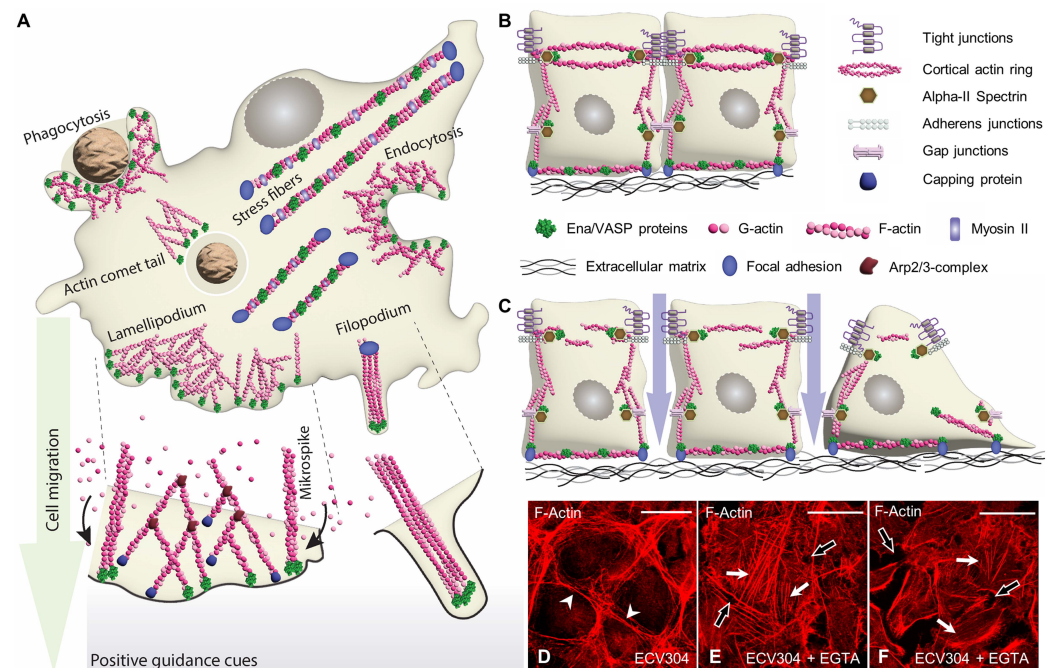 A
Phagocytosis
Stress fibers
Endocytosis
Actin comet tail
Lamellipodium
Filopodium
Cell migration
Mikrospike
Positive guidance cues
B
Tight junctions
Cortical actin ring
Alpha-II Spectrin
Adherens junctions
Gap junctions
Capping protein
Ena/VASP proteins
G-actin
F-actin
Myosin II
Extracellular matrix
Focal adhesion
Arp2/3-complex
C
F-Actin
D
ECV304
F-Actin
E
ECV304 + EGTA
F-Actin
F
ECV304 + EGTA